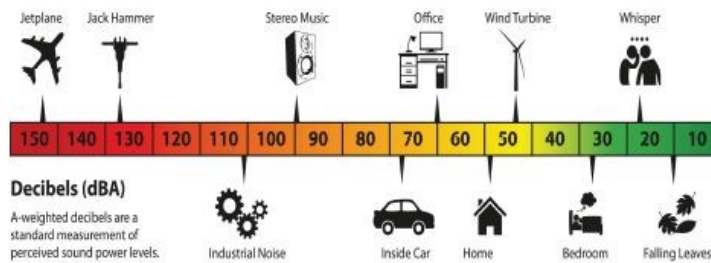 Jetplane Jack Hammer Stereo Music Office Wind Turbine Whisper
150 140 130 120 110 100 90 80 70 60 50 40 30 20 10
Decibels (dBA)
A-weighted decibels are a
standard measurement of
perceived sound power levels.
Industrial Noise Inside Car Home Bedroom Falling Leaves